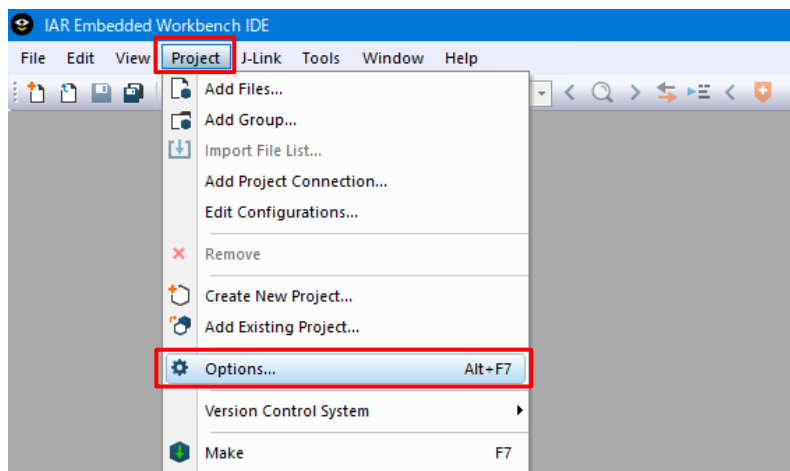 IAR Embedded Workbench IDE
File Edit View Project J-Link Tools Window Help
Add Files...
Add Group...
Import File List...
Add Project Connection...
Edit Configurations...
Remove
Create New Project...
Add Existing Project...
Options... Alt+F7
Version Control System
Make F7